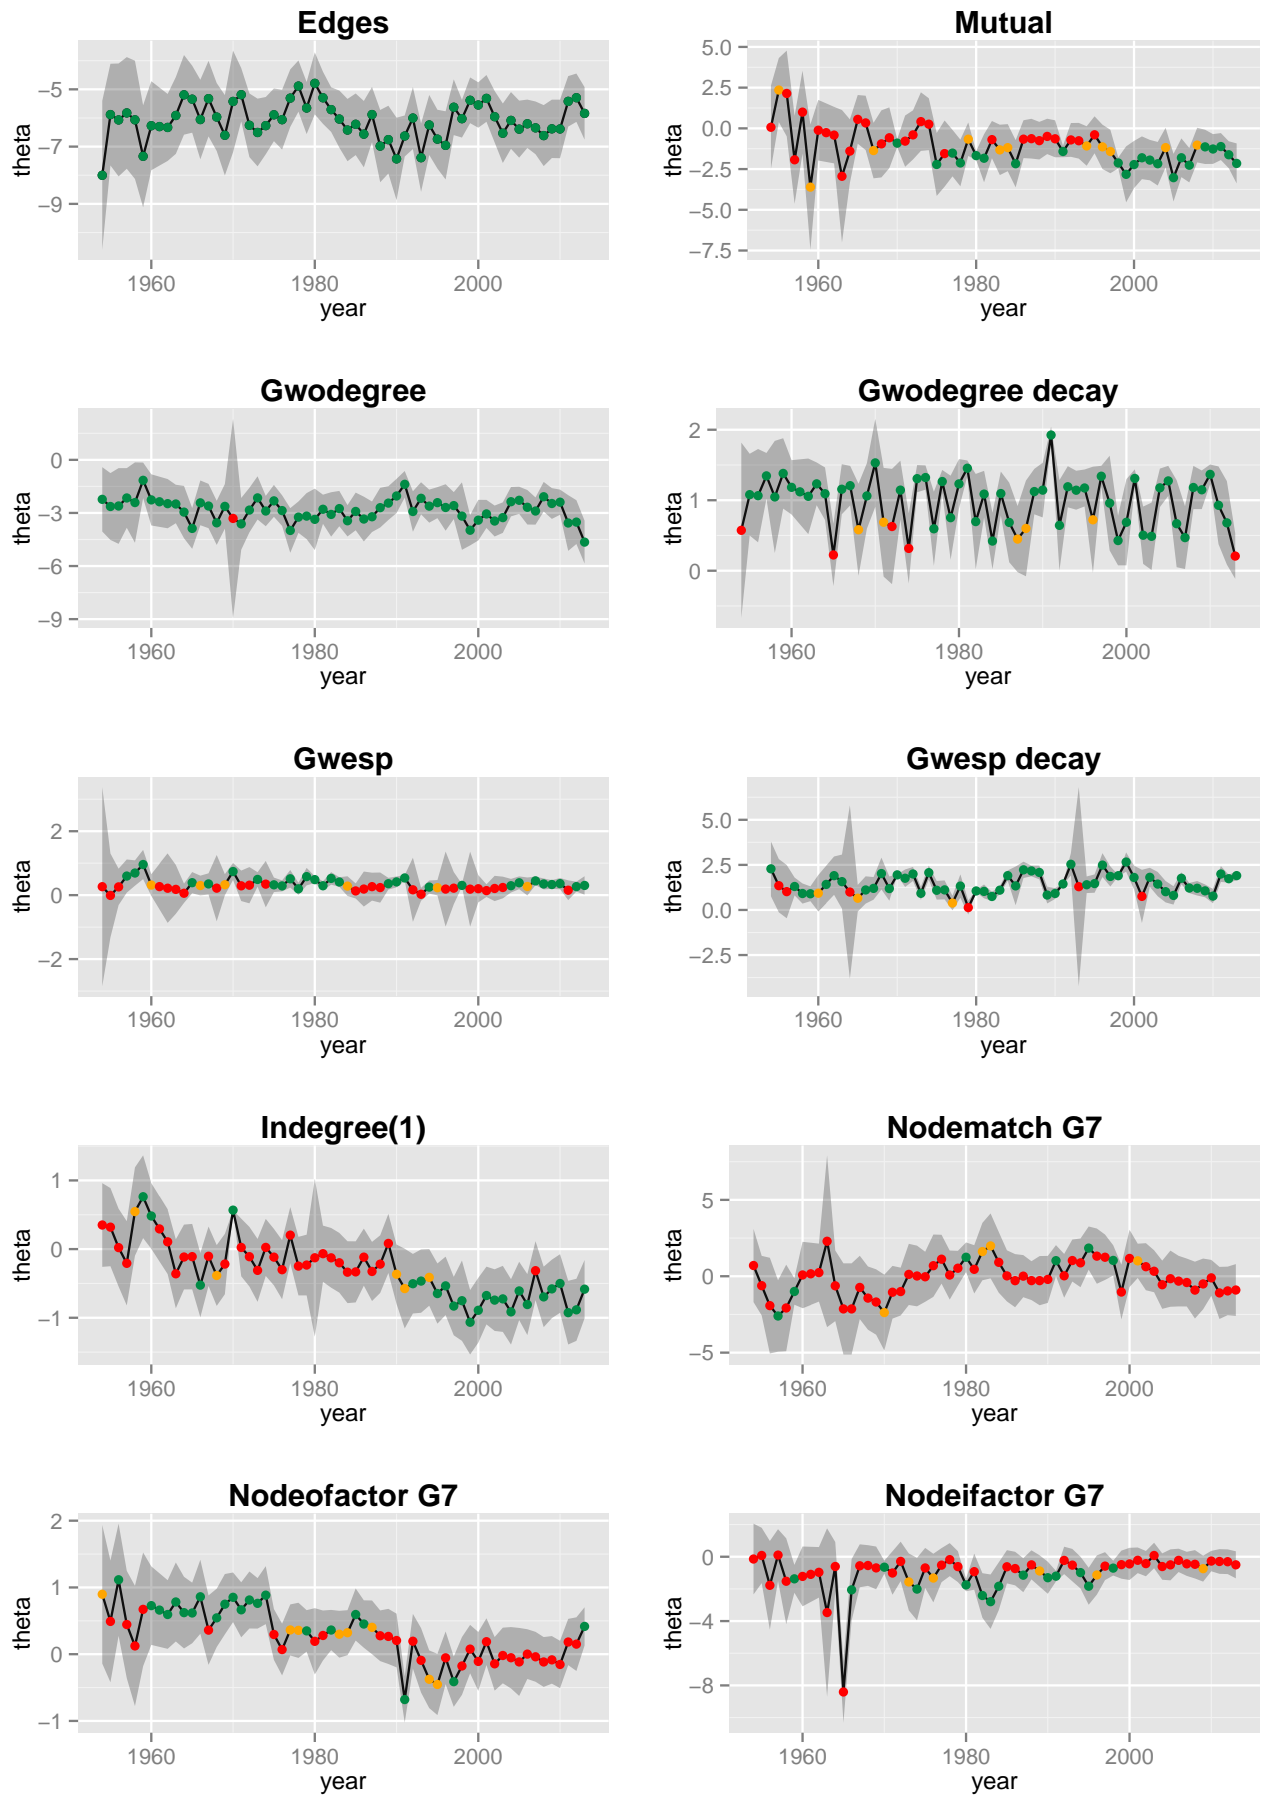 Edges
−5
−7
−9
theta
1960 1980 2000
year
Mutual
5.0
2.5
0.0
−2.5
−5.0
−7.5
theta
1960 1980 2000
year
Gwodegree
0
−3
−6
−9
theta
1960 1980 2000
year
Gwodegree decay
2
1
0
theta
1960 1980 2000
year
Gwesp
2
0
−2
theta
1960 1980 2000
year
Gwesp decay
5.0
2.5
0.0
−2.5
theta
1960 1980 2000
year
Indegree(1)
1
0
−1
theta
1960 1980 2000
year
Nodematch G7
5
0
−5
theta
1960 1980 2000
year
Nodeofactor G7
2
1
0
−1
theta
1960 1980 2000
year
Nodeifactor G7
0
−4
−8
theta
1960 1980 2000
year